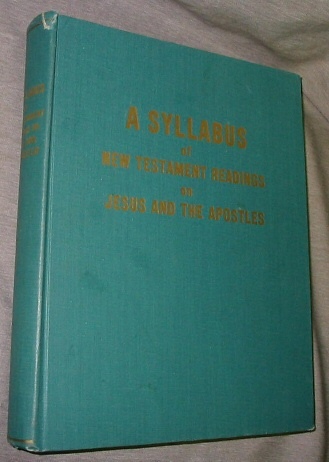 A SYLLABUS
of
NEW TESTAMENT READINGS
on
JESUS AND THE APOSTLES